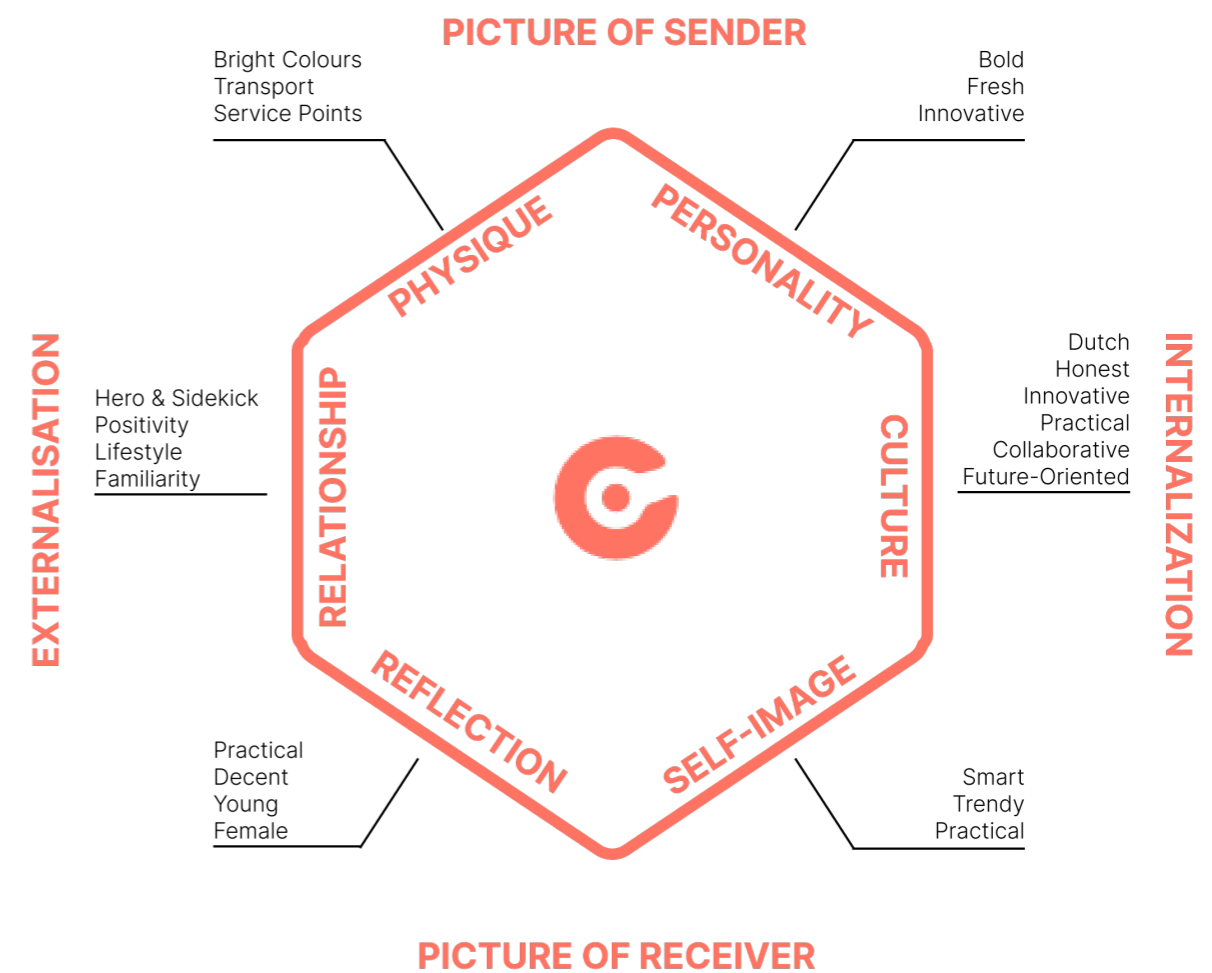 PICTURE OF SENDER
Bright Colours
Transport
Service Points
Bold
Fresh
Innovative
PHYSIQUE
PERSONALITY
EXTERNALISATION
Hero & Sidekick
Positivity
Lifestyle
Familiarity
RELATIONSHIP
CULTURE
Dutch
Honest
Innovative
Practical
Collaborative
Future-Oriented
INTERNALIZATION
REFLECTION
SELF-IMAGE
Practical
Decent
Young
Female
Smart
Trendy
Practical
PICTURE OF RECEIVER